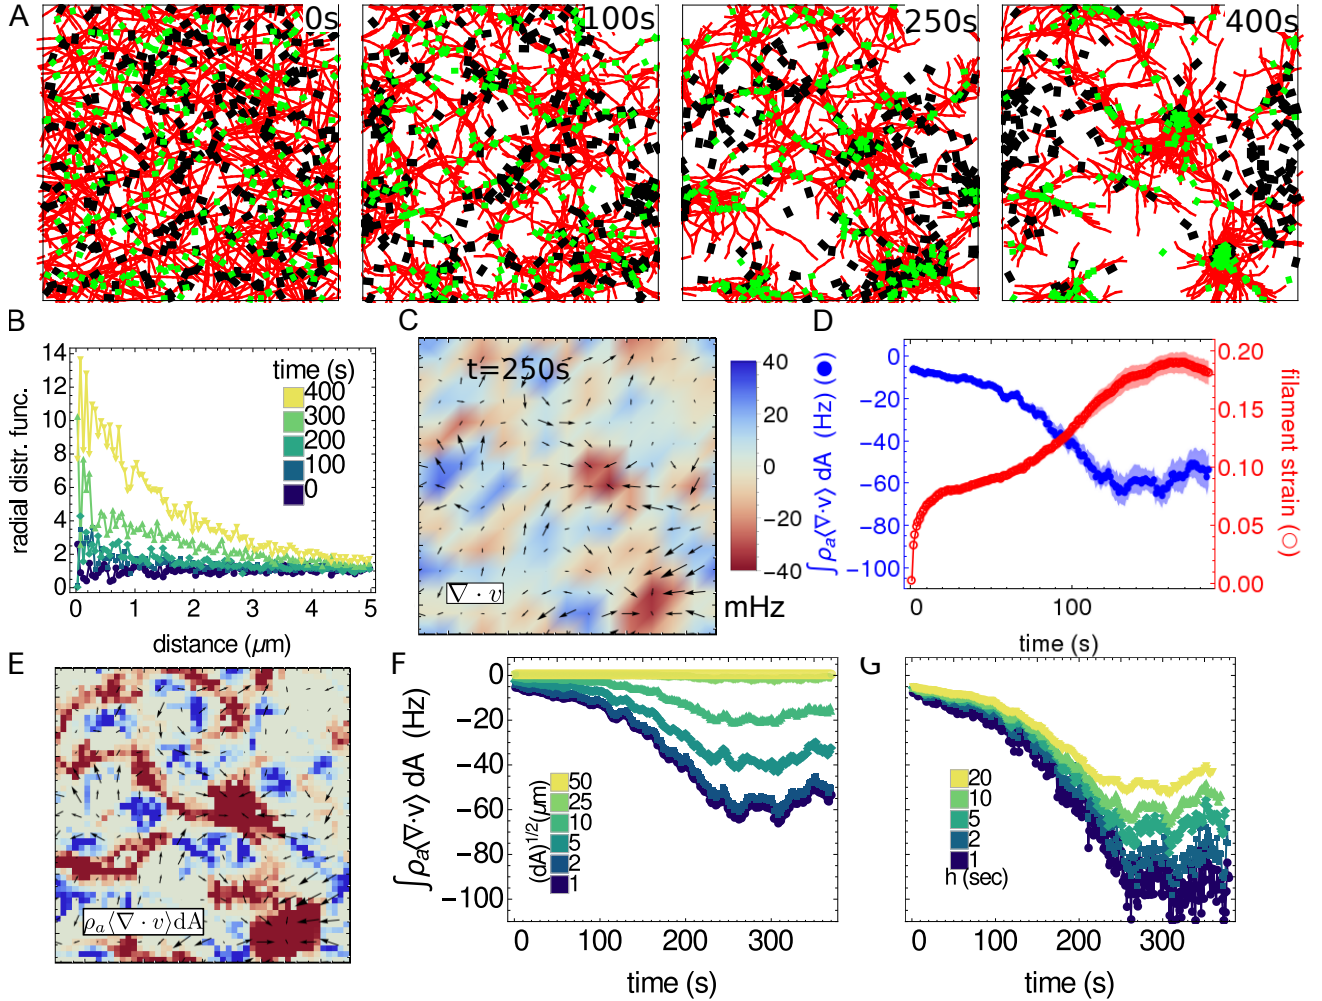 A
0s
100s
250s
400s
B
radial distr. func.
14
12
10
8
6
4
2
0
time (s)
400
300
200
100
0
0
1
2
3
4
5
distance (µm)
C
t=250s
∇ · v
40
20
0
−20
−40
mHz
D
∫ρₐ⟨∇·v⟩ dA (Hz) (●)
0
−20
−40
−60
−80
−100
0.20
0.15
0.10
0.05
0.00
filament strain (○)
0
100
time (s)
E
ρₐ⟨∇ · v⟩dA
F
∫ρₐ⟨∇·v⟩ dA (Hz)
0
−20
−40
−60
−80
−100
(dA)¹ᐟ²(µm)
50
25
10
5
2
1
0
100
200
300
time (s)
G
20
10
5
2
1
h (sec)
0
100
200
300
time (s)